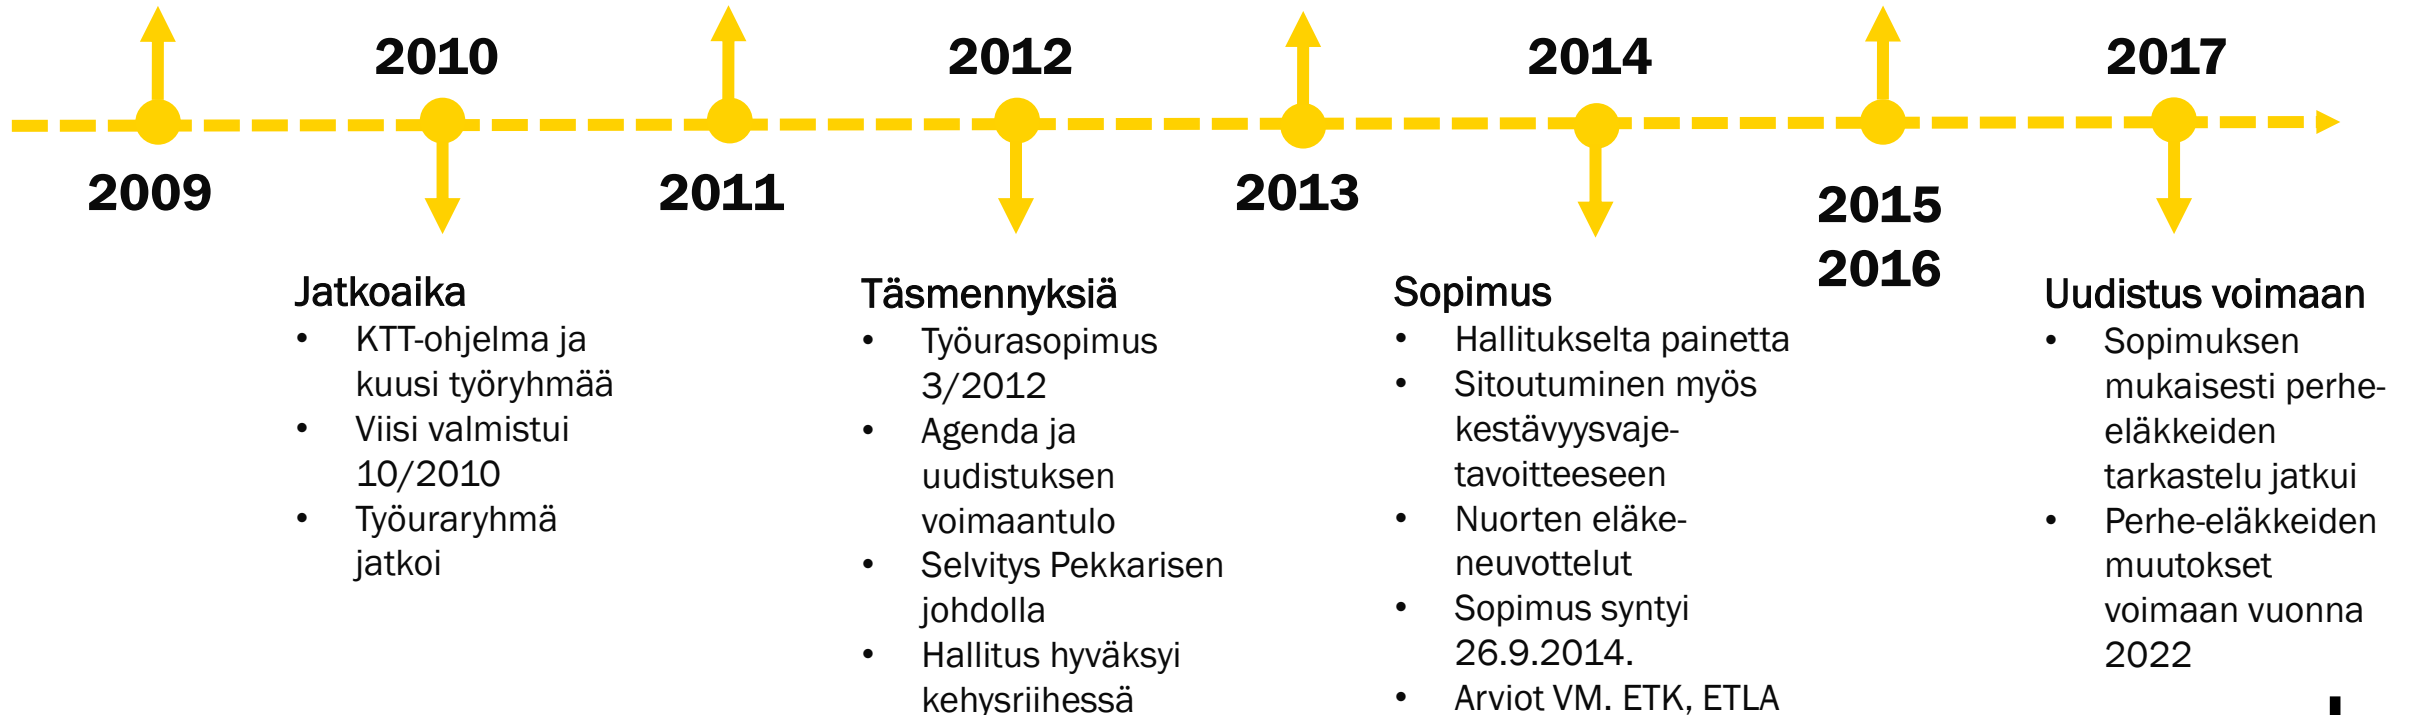 2010
2012
2014
2017
2009
2011
2013
2015
2016
Jatkoaika
• KTT-ohjelma ja
kuusi työryhmää
• Viisi valmistui
10/2010
• Työuraryhmä
jatkoi
Täsmennyksiä
• Työurasopimus
3/2012
• Agenda ja
uudistuksen
voimaantulo
• Selvitys Pekkarisen
johdolla
• Hallitus hyväksyi
kehysriihessä
Sopimus
• Hallitukselta painetta
• Sitoutuminen myös
kestävyysvaje-
tavoitteeseen
• Nuorten eläke-
neuvottelut
• Sopimus syntyi
26.9.2014.
• Arviot VM. ETK, ETLA
Uudistus voimaan
• Sopimuksen
mukaisesti perhe-
eläkkeiden
tarkastelu jatkui
• Perhe-eläkkeiden
muutokset
voimaan vuonna
2022